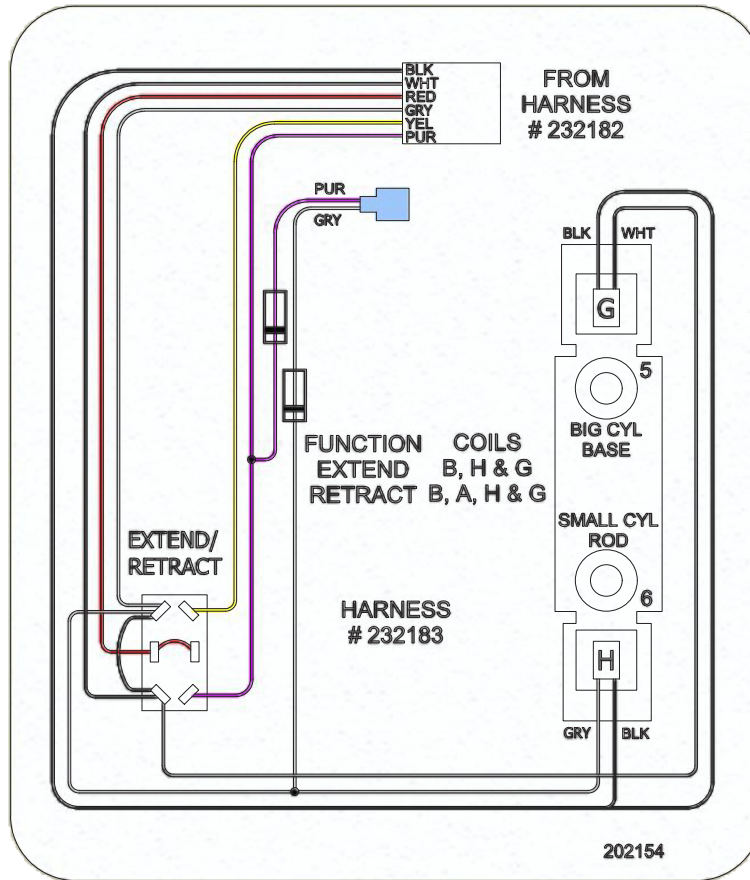 BLK
WHT
RED
GRY
YEL
PUR
FROM
HARNESS
# 232182
PUR
GRY
BLK WHT
G
5
BIG CYL
BASE
FUNCTION COILS
EXTEND B, H & G
RETRACT B, A, H & G
SMALL CYL
ROD
6
EXTEND/
RETRACT
HARNESS
# 232183
H
GRY BLK
202154